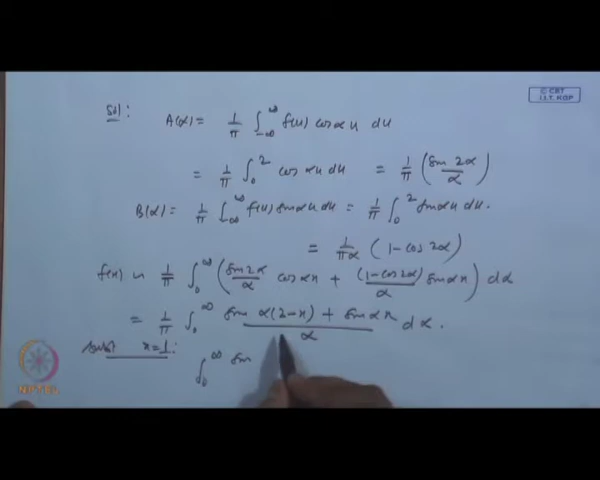 © CET
I.I.T. KGP
Sol:
A(α) = 1/π ∫_{-∞}^{∞} f(u) cos αu du
= 1/π ∫_0^2 cos αu du = 1/π (sin 2α / α)
B(α) = 1/π ∫_{-∞}^{∞} f(u) sin αu du = 1/π ∫_0^2 sin αu du.
= 1/(πα) (1 - cos 2α)
f(x) ~ 1/π ∫_0^∞ (sin 2α / α cos αx + (1 - cos 2α)/α sin αx) dα
= 1/π ∫_0^∞ (sin α(2-x) + sin αx)/α dα.
x = 1:
∫_0^∞ sin
NPTEL